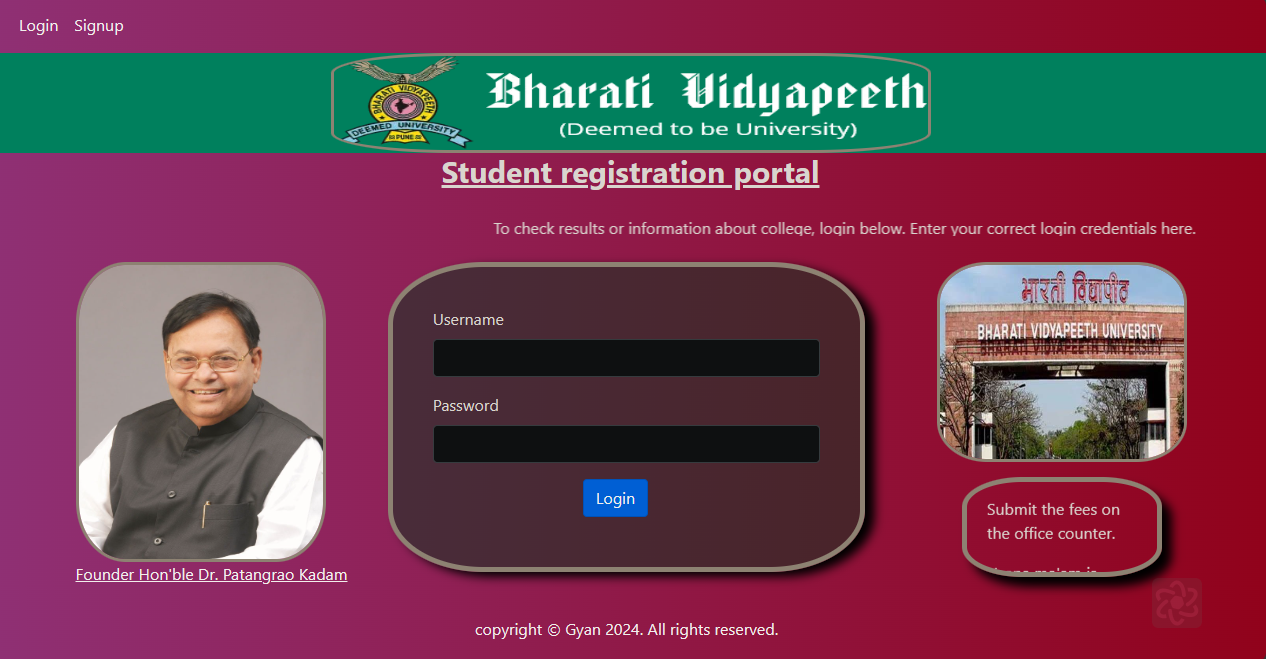 Login Signup
BHARATI VIDYAPEETH
DEEMED UNIVERSITY
PUNE
Bharati Vidyapeeth
(Deemed to be University)
Student registration portal
To check results or information about college, login below. Enter your correct login credentials here.
Username
Password
Login
Founder Hon'ble Dr. Patangrao Kadam
भारती विद्यापीठ
BHARATI VIDYAPEETH UNIVERSITY
Submit the fees on
the office counter.
copyright © Gyan 2024. All rights reserved.